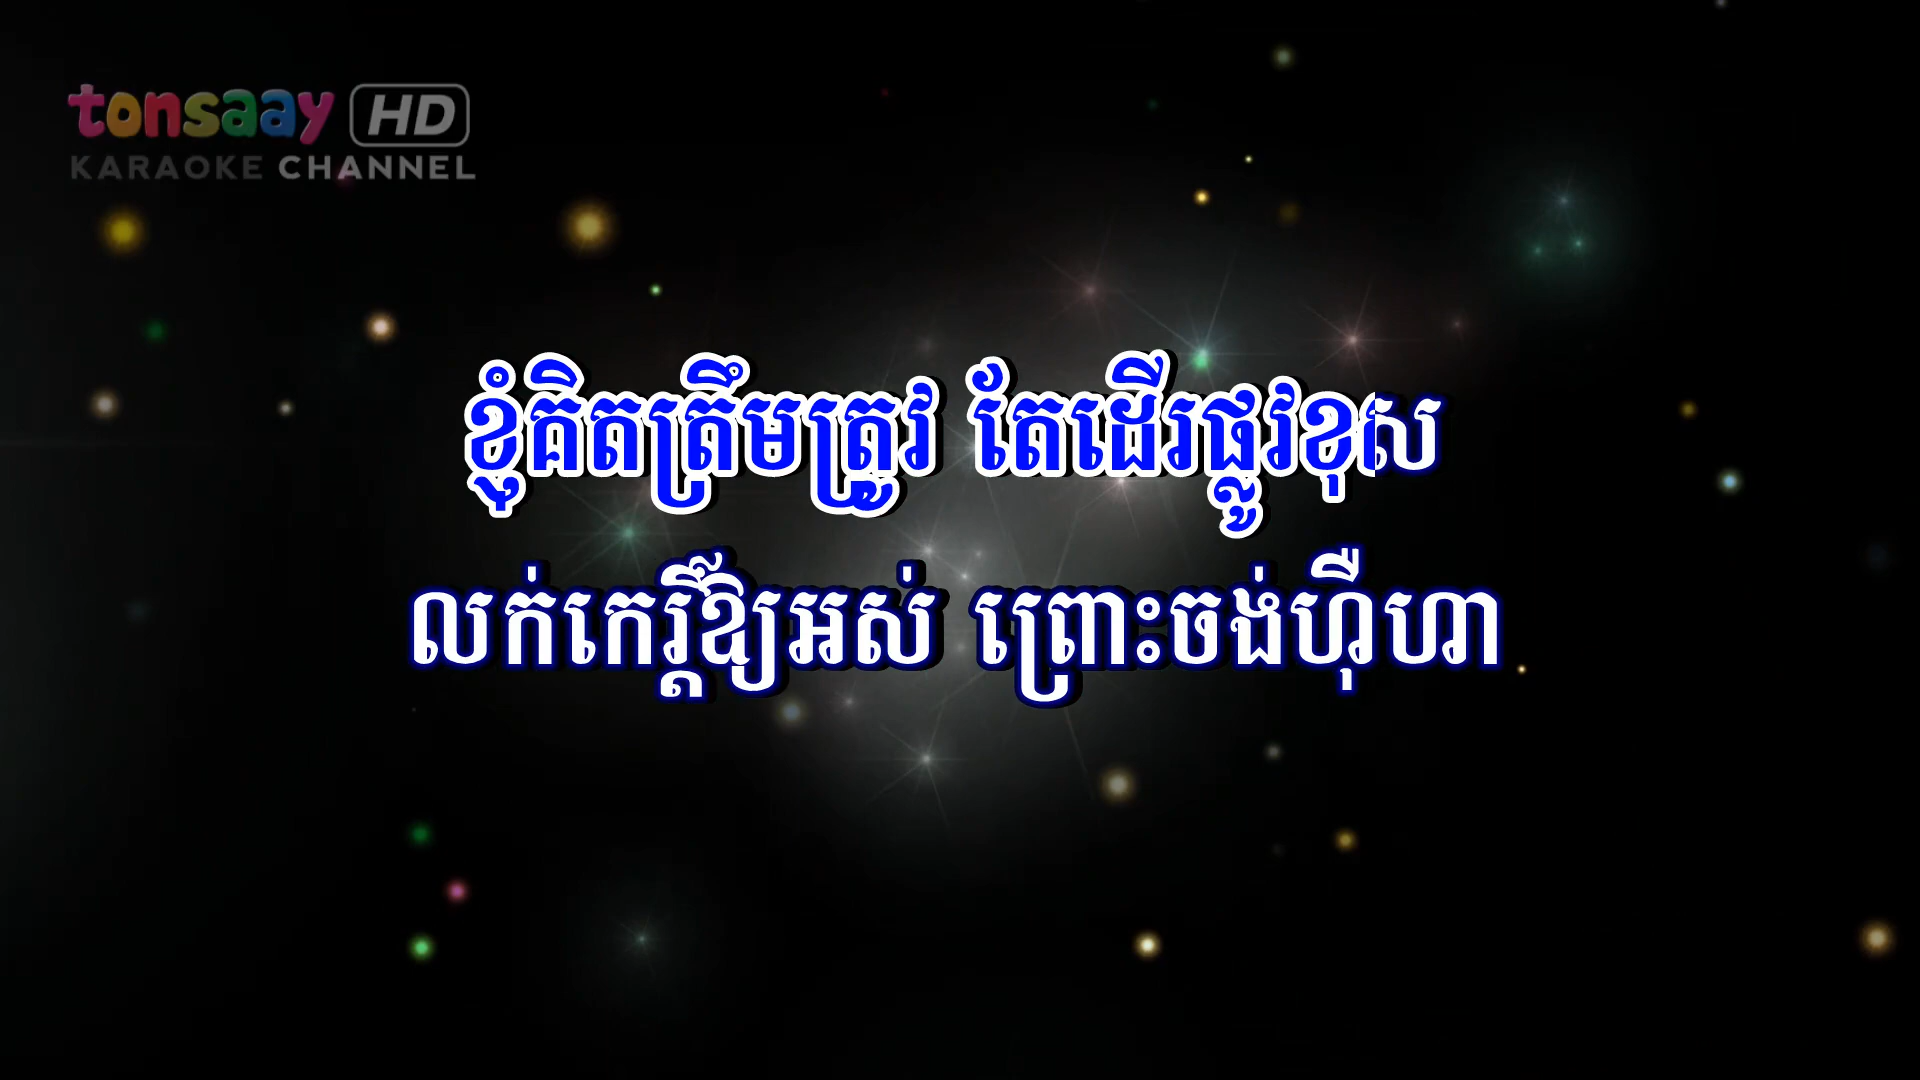 tonsaay HD
KARAOKE CHANNEL
ខ្ញុំគិតត្រឹមត្រូវ តែដើរផ្លូវខុស
លក់កេរ្តិ៍ឱ្យអស់ ព្រោះចង់ហ៊ឺហា